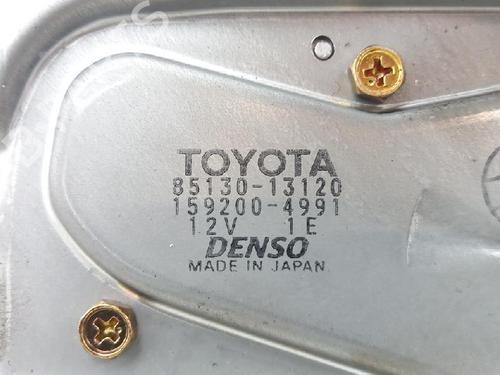 TOYOTA
85130-13120
159200-4991
12V 1E
DENSO
MADE IN JAPAN